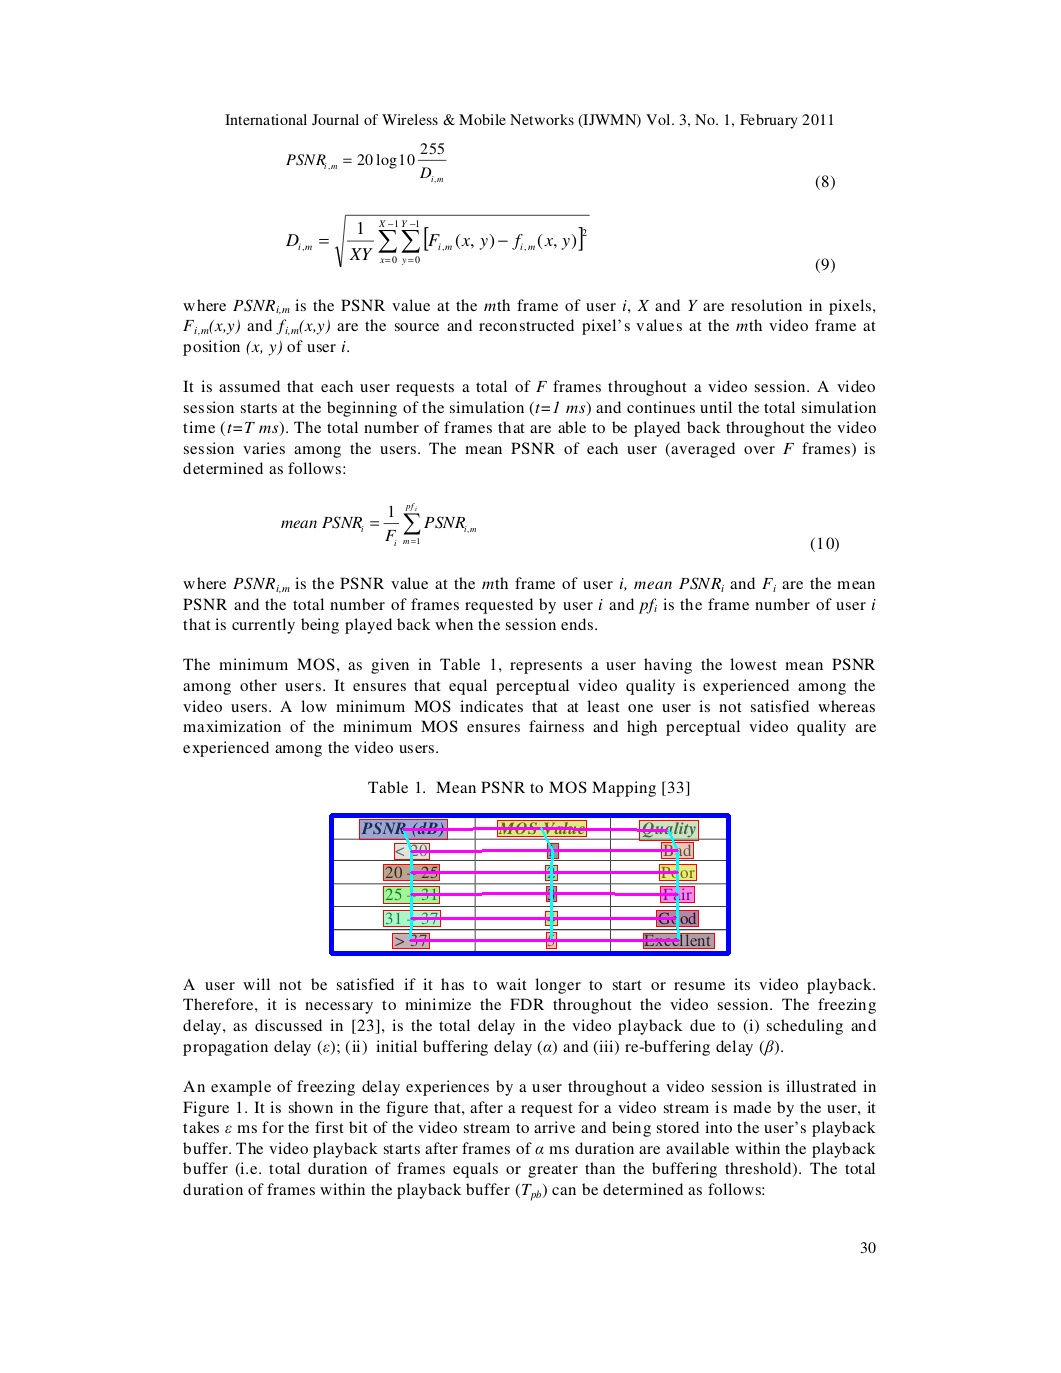 International Journal of Wireless & Mobile Networks (IJWMN) Vol. 3, No. 1, February 2011
PSNR_{i,m} = 20 log10 255 / D_{i,m}
(8)
D_{i,m} = √( 1/XY ∑_{x=0}^{X−1} ∑_{y=0}^{Y−1} [F_{i,m}(x, y) − f_{i,m}(x, y)]² )
(9)
where PSNR_{i,m} is the PSNR value at the mth frame of user i, X and Y are resolution in pixels,
F_{i,m}(x,y) and f_{i,m}(x,y) are the source and reconstructed pixel's values at the mth video frame at
position (x, y) of user i.
It is assumed that each user requests a total of F frames throughout a video session. A video
session starts at the beginning of the simulation (t=1 ms) and continues until the total simulation
time (t=T ms). The total number of frames that are able to be played back throughout the video
session varies among the users. The mean PSNR of each user (averaged over F frames) is
determined as follows:
mean PSNR_i = 1/F_i ∑_{m=1}^{pf_i} PSNR_{i,m}
(10)
where PSNR_{i,m} is the PSNR value at the mth frame of user i, mean PSNR_i and F_i are the mean
PSNR and the total number of frames requested by user i and pf_i is the frame number of user i
that is currently being played back when the session ends.
The minimum MOS, as given in Table 1, represents a user having the lowest mean PSNR
among other users. It ensures that equal perceptual video quality is experienced among the
video users. A low minimum MOS indicates that at least one user is not satisfied whereas
maximization of the minimum MOS ensures fairness and high perceptual video quality are
experienced among the video users.
Table 1. Mean PSNR to MOS Mapping [33]
PSNR (dB) MOS Value Quality
< 20 Bad
20 – 25 2 Poor
25 – 31 Fair
31 – 37 Good
> 37 5 Excellent
A user will not be satisfied if it has to wait longer to start or resume its video playback.
Therefore, it is necessary to minimize the FDR throughout the video session. The freezing
delay, as discussed in [23], is the total delay in the video playback due to (i) scheduling and
propagation delay (ε); (ii) initial buffering delay (α) and (iii) re-buffering delay (β).
An example of freezing delay experiences by a user throughout a video session is illustrated in
Figure 1. It is shown in the figure that, after a request for a video stream is made by the user, it
takes ε ms for the first bit of the video stream to arrive and being stored into the user's playback
buffer. The video playback starts after frames of α ms duration are available within the playback
buffer (i.e. total duration of frames equals or greater than the buffering threshold). The total
duration of frames within the playback buffer (T_{pb}) can be determined as follows:
30